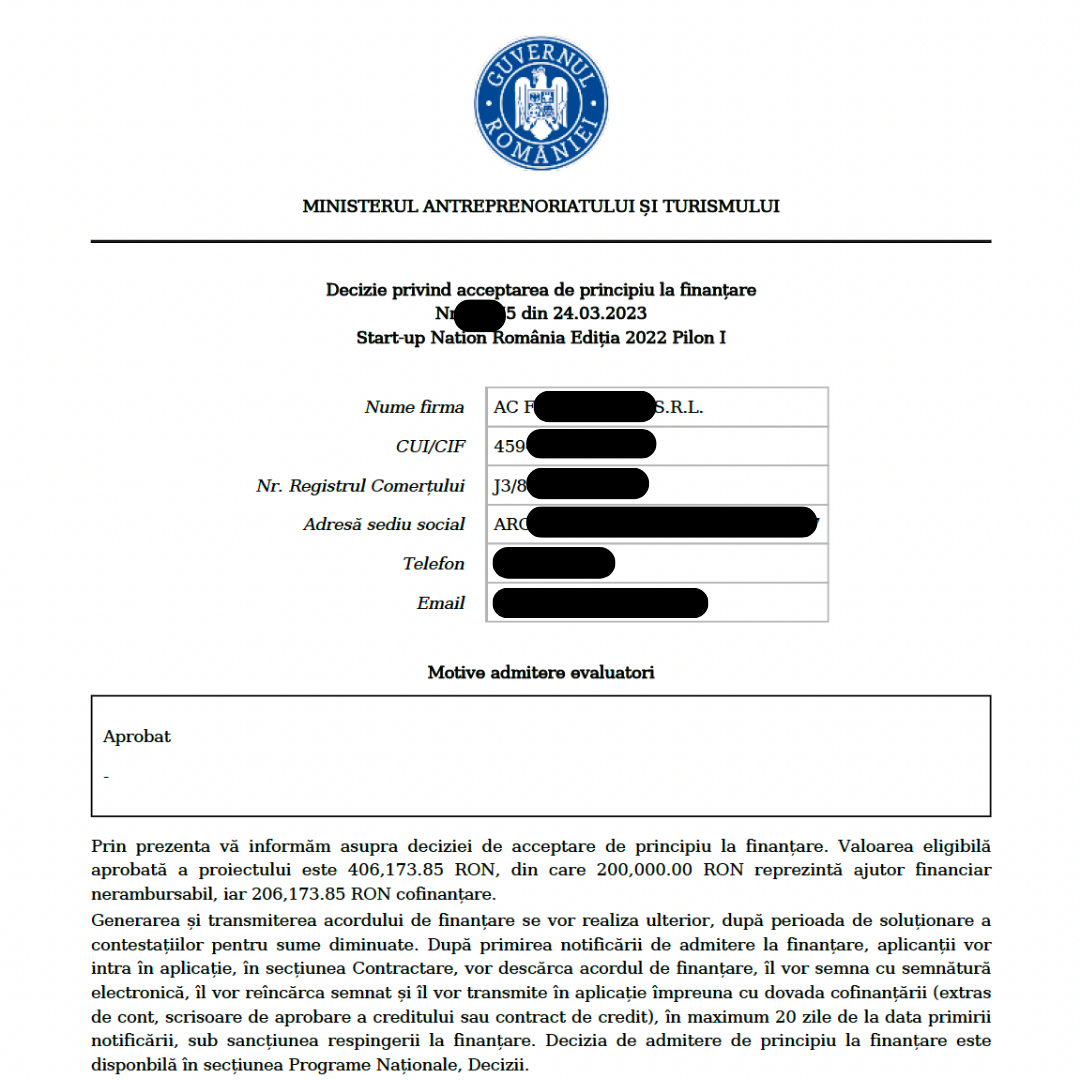 GUVERNUL ROMÂNIEI
MINISTERUL ANTREPRENORIATULUI ȘI TURISMULUI
Decizie privind acceptarea de principiu la finanțare
Nr 5 din 24.03.2023
Start-up Nation România Ediția 2022 Pilon I
Nume firma AC F S.R.L.
CUI/CIF 459
Nr. Registrul Comerțului J3/8
Adresă sediu social ARG
Telefon
Email
Motive admitere evaluatori
Aprobat
-
Prin prezenta vă informăm asupra deciziei de acceptare de principiu la finanțare. Valoarea eligibilă
aprobată a proiectului este 406,173.85 RON, din care 200,000.00 RON reprezintă ajutor financiar
nerambursabil, iar 206,173.85 RON cofinanțare.
Generarea și transmiterea acordului de finanțare se vor realiza ulterior, după perioada de soluționare a
contestațiilor pentru sume diminuate. După primirea notificării de admitere la finanțare, aplicanții vor
intra în aplicație, în secțiunea Contractare, vor descărca acordul de finanțare, îl vor semna cu semnătură
electronică, îl vor reîncărca semnat și îl vor transmite în aplicație împreuna cu dovada cofinanțării (extras
de cont, scrisoare de aprobare a creditului sau contract de credit), în maximum 20 zile de la data primirii
notificării, sub sancțiunea respingerii la finanțare. Decizia de admitere de principiu la finanțare este
disponbilă în secțiunea Programe Naționale, Decizii.